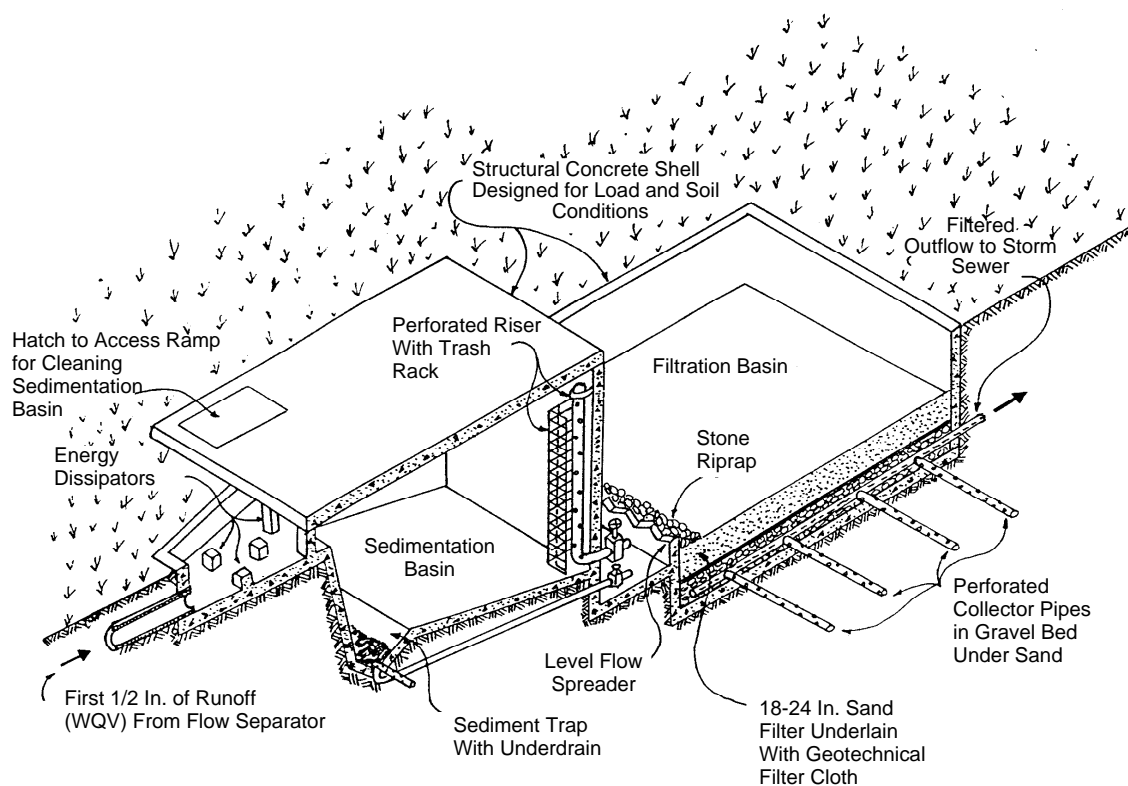 Structural Concrete Shell
Designed for Load and Soil
Conditions
Filtered
Outflow to Storm
Sewer
Hatch to Access Ramp
for Cleaning
Sedimentation
Basin
Perforated Riser
With Trash
Rack
Filtration Basin
Energy
Dissipators
Stone
Riprap
Sedimentation
Basin
Perforated
Collector Pipes
in Gravel Bed
Under Sand
Level Flow
Spreader
First 1/2 In. of Runoff
(WQV) From Flow Separator
Sediment Trap
With Underdrain
18-24 In. Sand
Filter Underlain
With Geotechnical
Filter Cloth